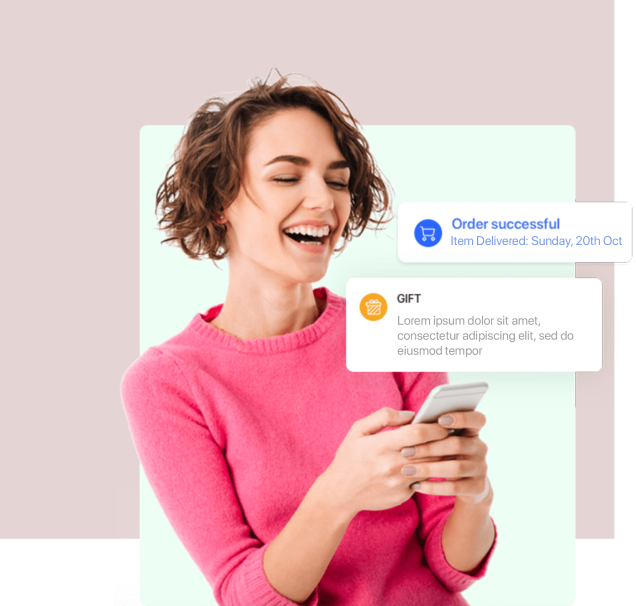 Order successful
Item Delivered: Sunday, 20th Oct
GIFT
Lorem ipsum dolor sit amet,
consectetur adipiscing elit, sed do
eiusmod tempor